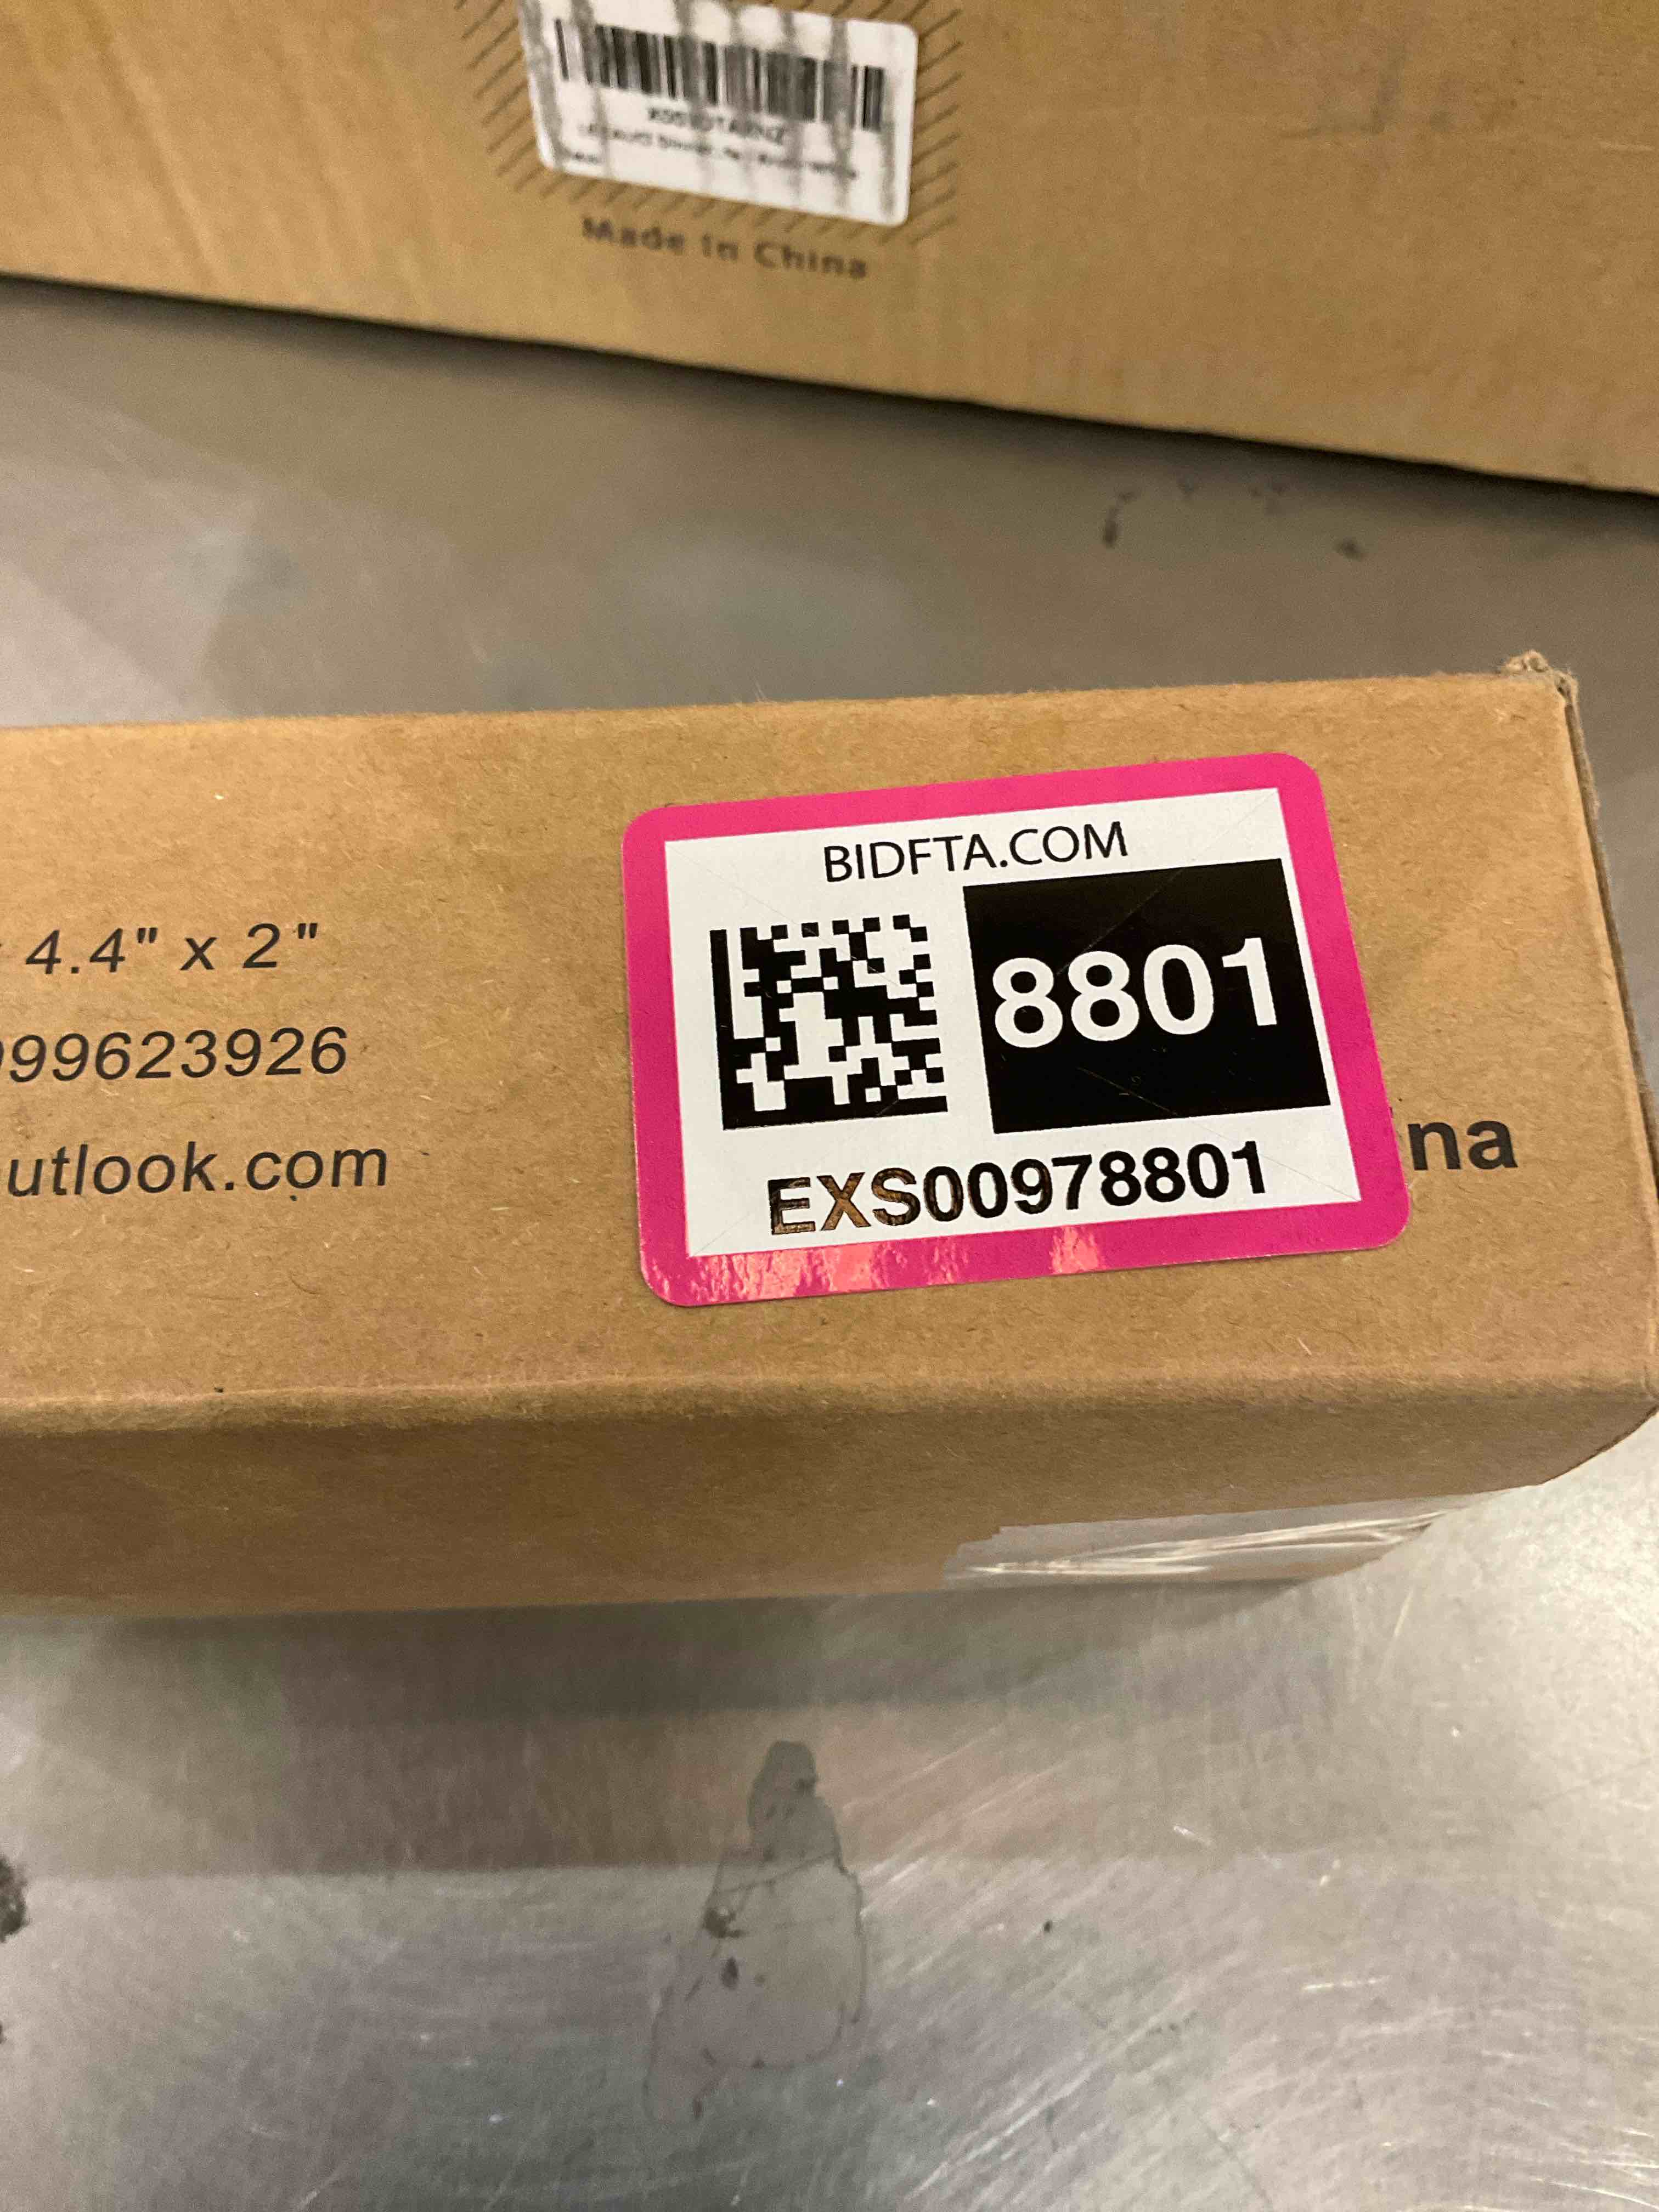 Made in China
4.4" x 2"
99623926
utlook.com
BIDFTA.COM
8801
EXS00978801
na